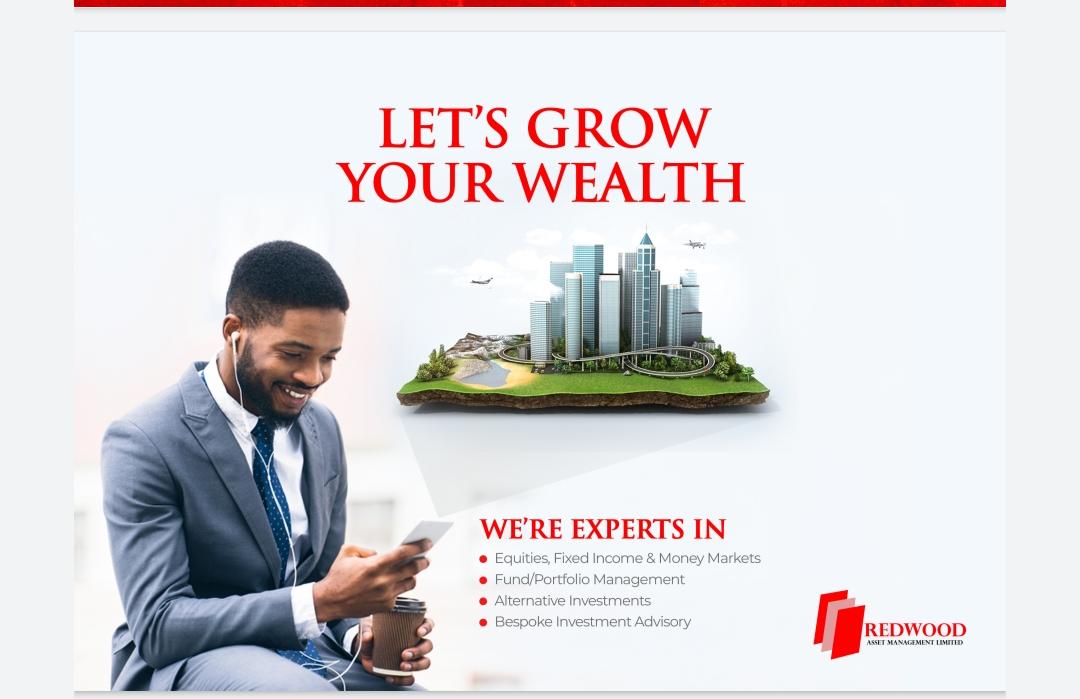 LET’S GROW
YOUR WEALTH
WE’RE EXPERTS IN
Equities, Fixed Income & Money Markets
Fund/Portfolio Management
Alternative Investments
Bespoke Investment Advisory
REDWOOD
ASSET MANAGEMENT LIMITED